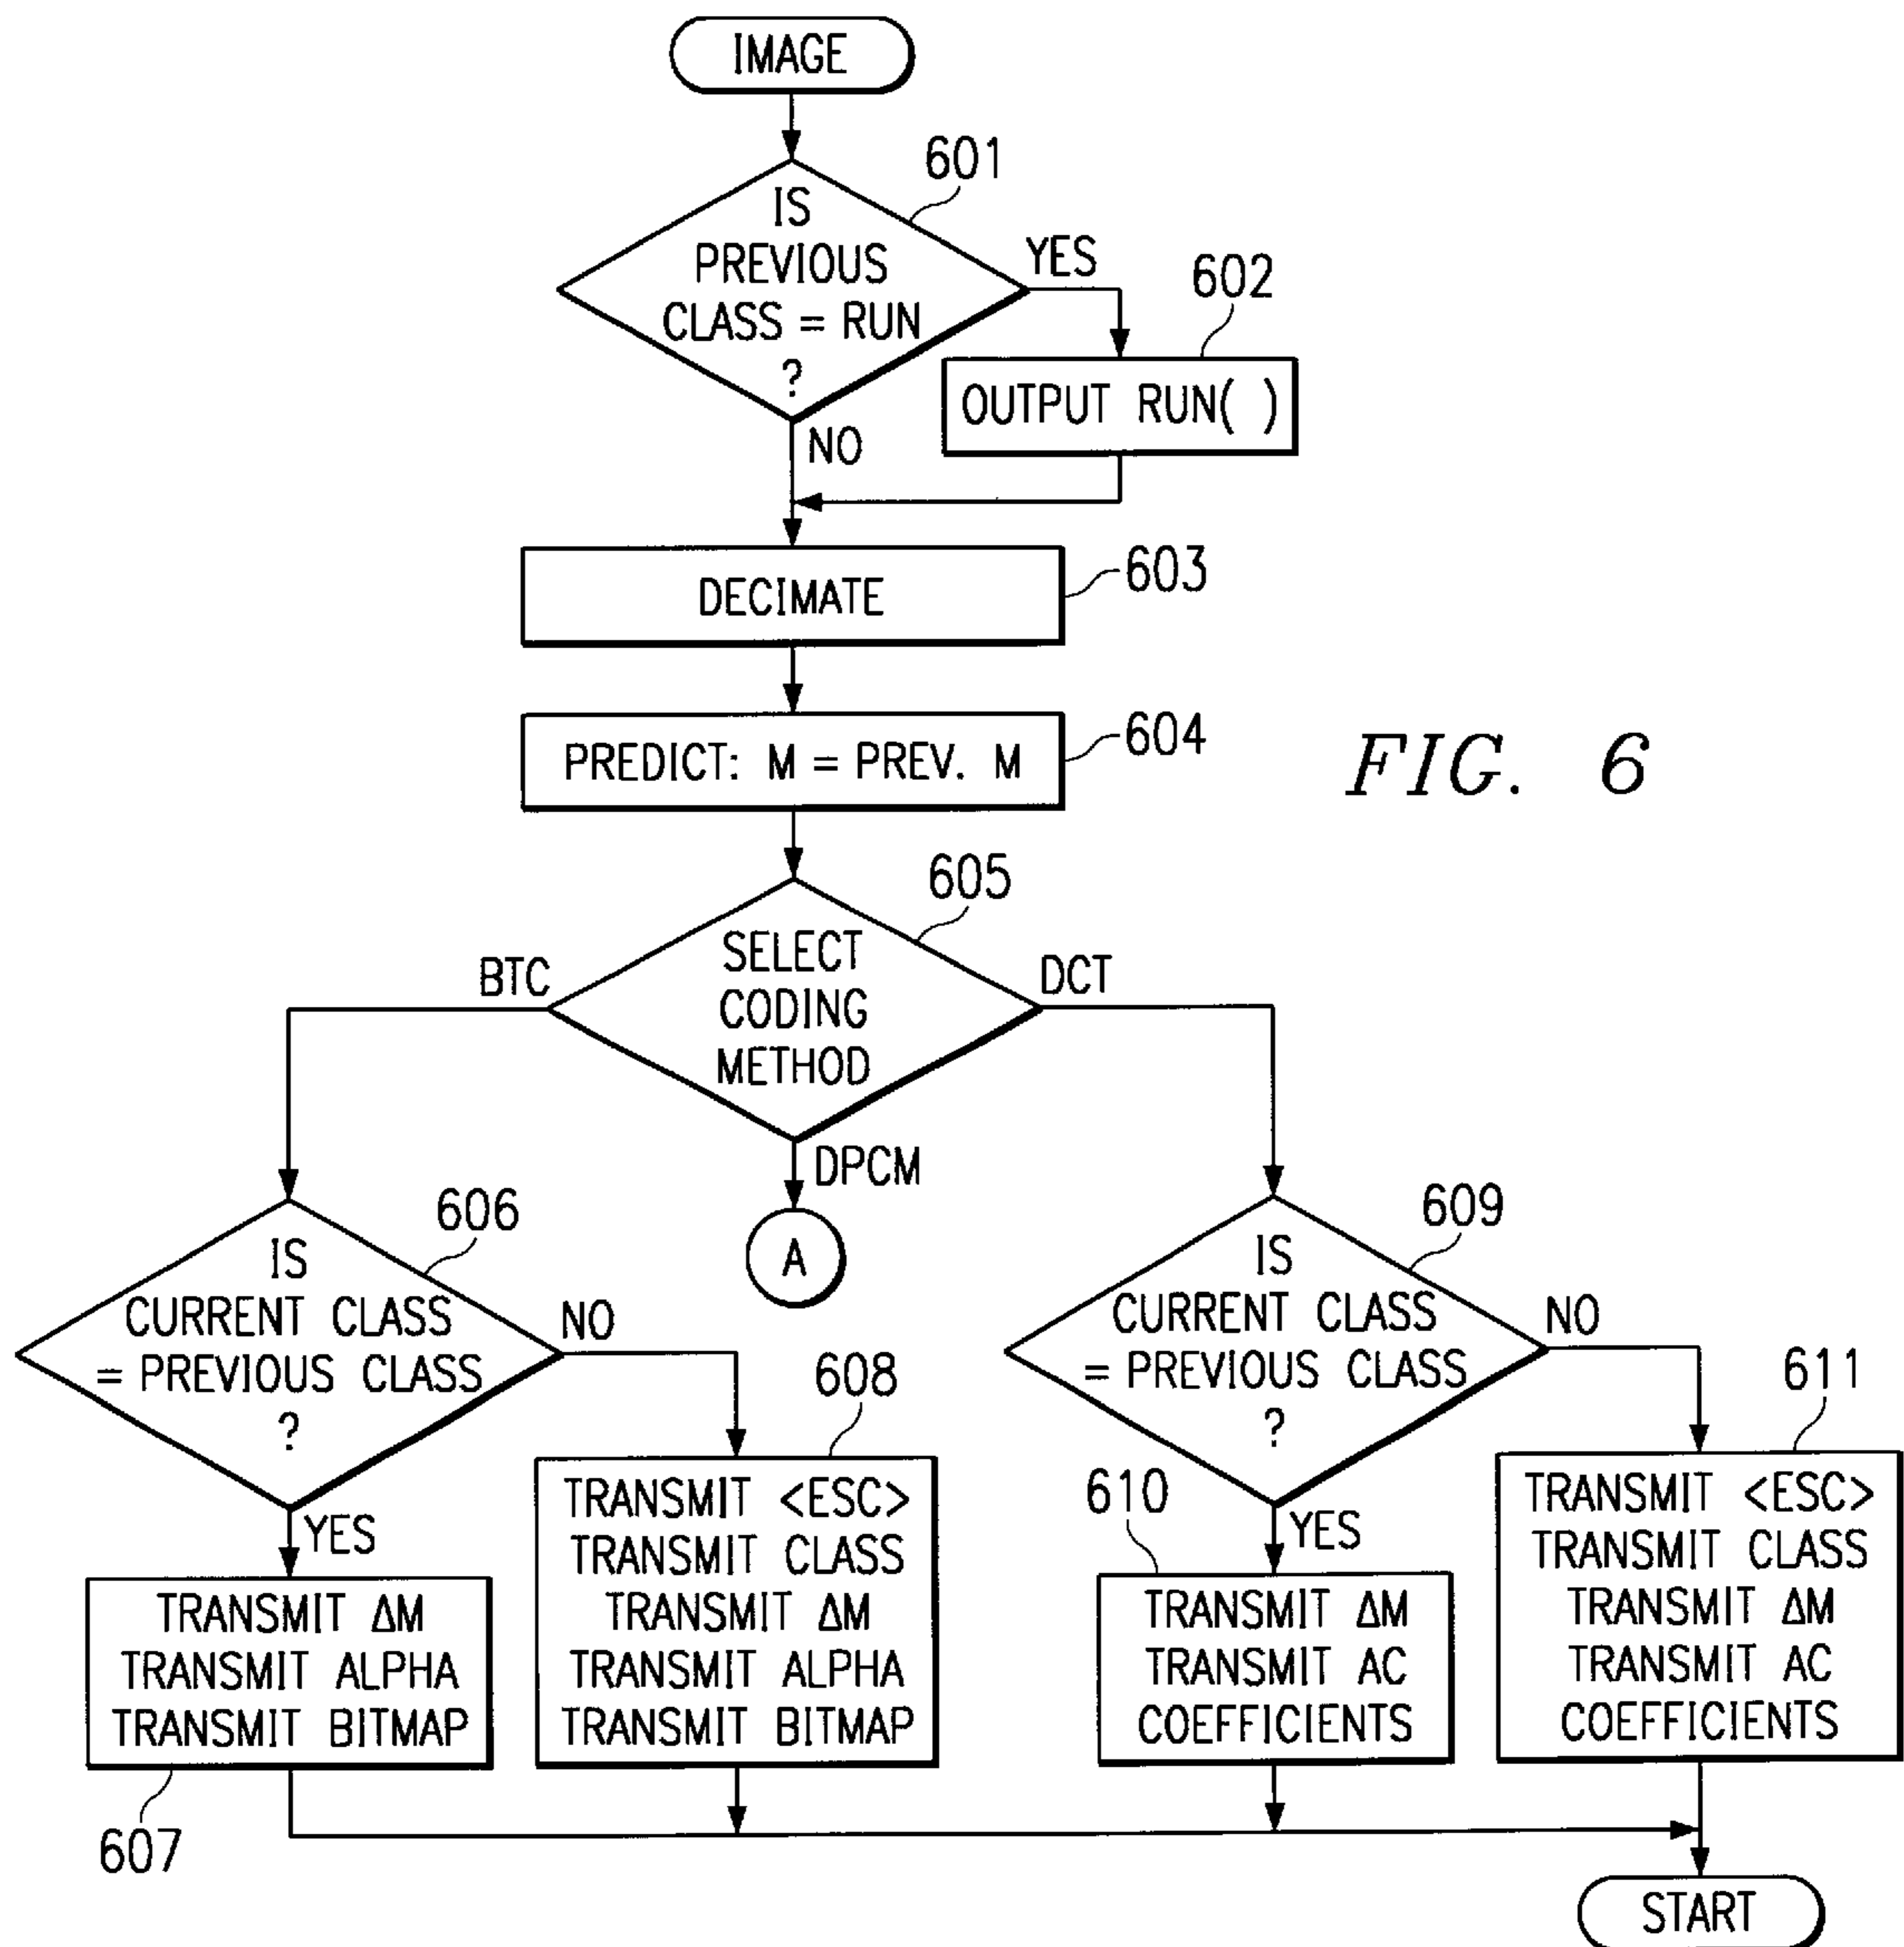 IMAGE
601
IS
PREVIOUS
CLASS = RUN
?
YES
602
OUTPUT RUN( )
NO
DECIMATE
603
PREDICT: M = PREV. M
604
FIG. 6
605
SELECT
CODING
METHOD
BTC
DCT
DPCM
A
606
IS
CURRENT CLASS
= PREVIOUS CLASS
?
NO
YES
608
TRANSMIT <ESC>
TRANSMIT CLASS
TRANSMIT ΔM
TRANSMIT ALPHA
TRANSMIT BITMAP
TRANSMIT ΔM
TRANSMIT ALPHA
TRANSMIT BITMAP
607
609
IS
CURRENT CLASS
= PREVIOUS CLASS
?
NO
YES
610
TRANSMIT ΔM
TRANSMIT AC
COEFFICIENTS
611
TRANSMIT <ESC>
TRANSMIT CLASS
TRANSMIT ΔM
TRANSMIT AC
COEFFICIENTS
START